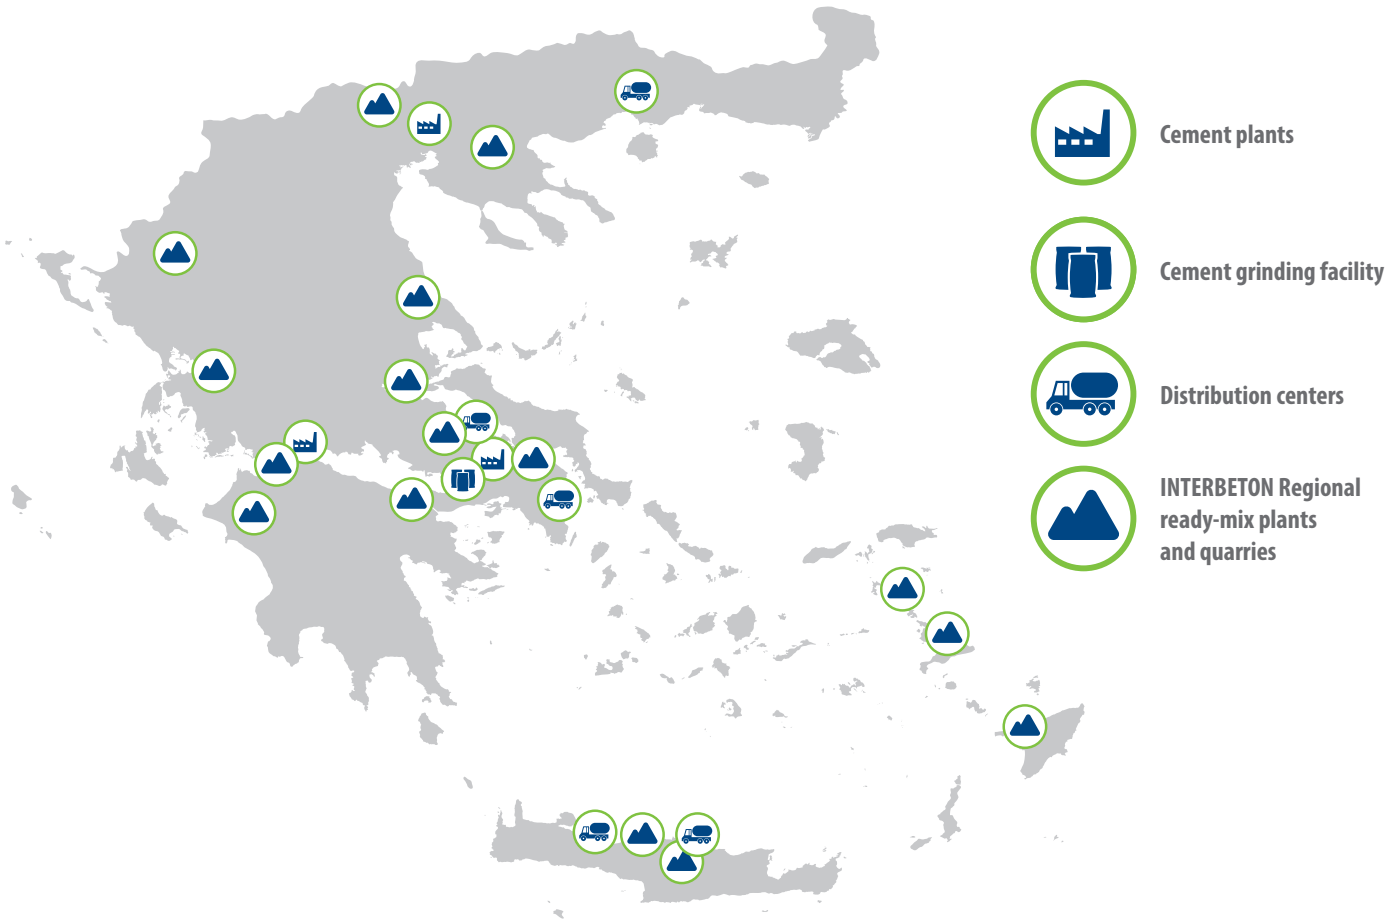 Cement plants
Cement grinding facility
Distribution centers
INTERBETON Regional
ready-mix plants
and quarries